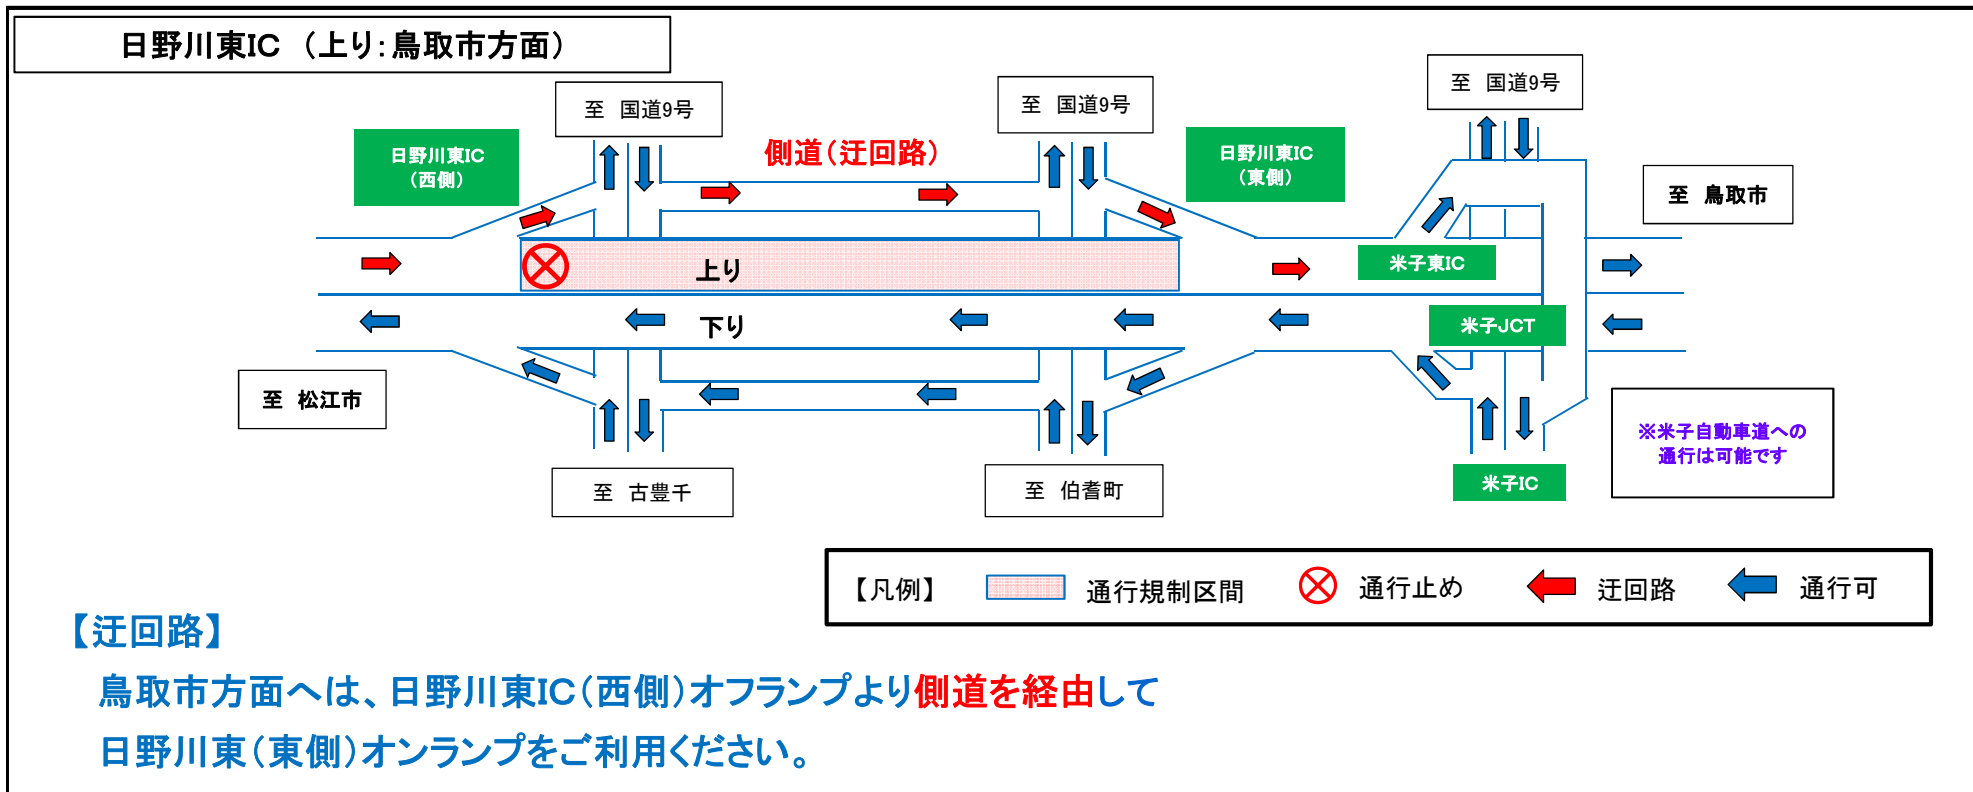 日野川東IC （上り：鳥取市方面）
至 国道9号
至 国道9号
至 国道9号
日野川東IC
（西側）
側道（迂回路）
日野川東IC
（東側）
至 鳥取市
上り
米子東IC
下り
米子JCT
至 松江市
※米子自動車道への
通行は可能です
至 古豊千
至 伯耆町
米子IC
【凡例】 通行規制区間 通行止め 迂回路 通行可
【迂回路】
鳥取市方面へは、日野川東IC（西側）オフランプより側道を経由して
日野川東（東側）オンランプをご利用ください。